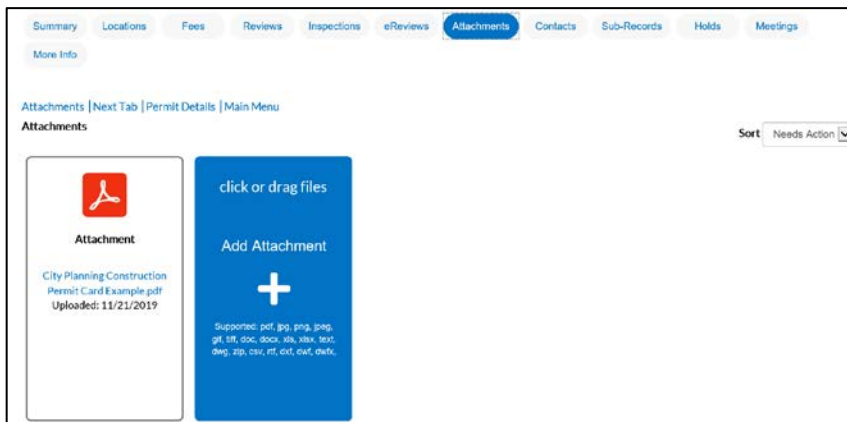 Summary Locations Fees Reviews Inspections eReviews Attachments Contacts Sub-Records Holds Meetings
More Info
Attachments | Next Tab | Permit Details | Main Menu
Attachments
Sort Needs Action
Attachment
City Planning Construction
Permit Card Example.pdf
Uploaded: 11/21/2019
click or drag files
Add Attachment
Supported: pdf, jpg, png, jpeg,
gif, tiff, doc, docx, xls, xlsx, text,
dwg, zip, csv, rtf, dxf, dwf, dwfx,